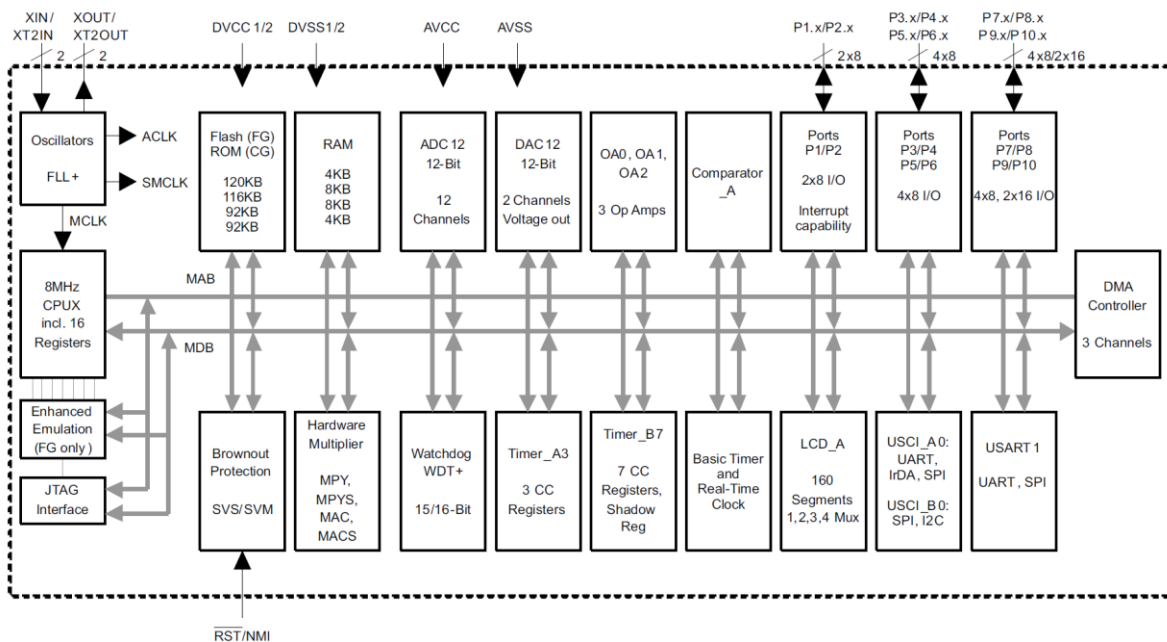 XIN/
XT2IN
XOUT/
XT2OUT
DVCC 1/2
DVSS1/2
AVCC
AVSS
P1.x/P2.x
P3.x/P4.x
P5.x/P6.x
P7.x/P8.x
P9.x/P10.x
2
2
2x8
4x8
4x8/2x16
Oscillators
FLL+
ACLK
SMCLK
MCLK
Flash (FG)
ROM (CG)
120KB
116KB
92KB
92KB
RAM
4KB
8KB
8KB
4KB
ADC 12
12-Bit
12
Channels
DAC 12
12-Bit
2 Channels
Voltage out
OA0, OA1,
OA2
3 Op Amps
Comparator
_A
Ports
P1/P2
2x8 I/O
Interrupt
capability
Ports
P3/P4
P5/P6
4x8 I/O
Ports
P7/P8
P9/P10
4x8, 2x16 I/O
8MHz
CPUX
incl. 16
Registers
MAB
MDB
DMA
Controller
3 Channels
Enhanced
Emulation
(FG only)
JTAG
Interface
Brownout
Protection
SVS/SVM
Hardware
Multiplier
MPY,
MPYS,
MAC,
MACS
Watchdog
WDT+
15/16-Bit
Timer_A3
3 CC
Registers
Timer_B7
7 CC
Registers,
Shadow
Reg
Basic Timer
and
Real-Time
Clock
LCD_A
160
Segments
1,2,3,4 Mux
USCI_A0:
UART,
IrDA, SPI
USCI_B0:
SPI, I2C
USART 1
UART, SPI
RST/NMI